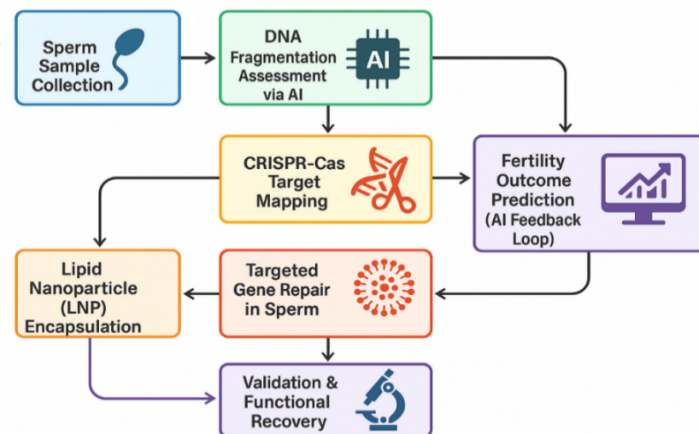 Sperm
Sample
Collection
DNA
Fragmentation
Assessment
via AI
AI
CRISPR-Cas
Target
Mapping
Fertility
Outcome
Prediction
(AI Feedback
Loop)
Lipid
Nanoparticle
(LNP)
Encapsulation
Targeted
Gene Repair
in Sperm
Validation &
Functional
Recovery